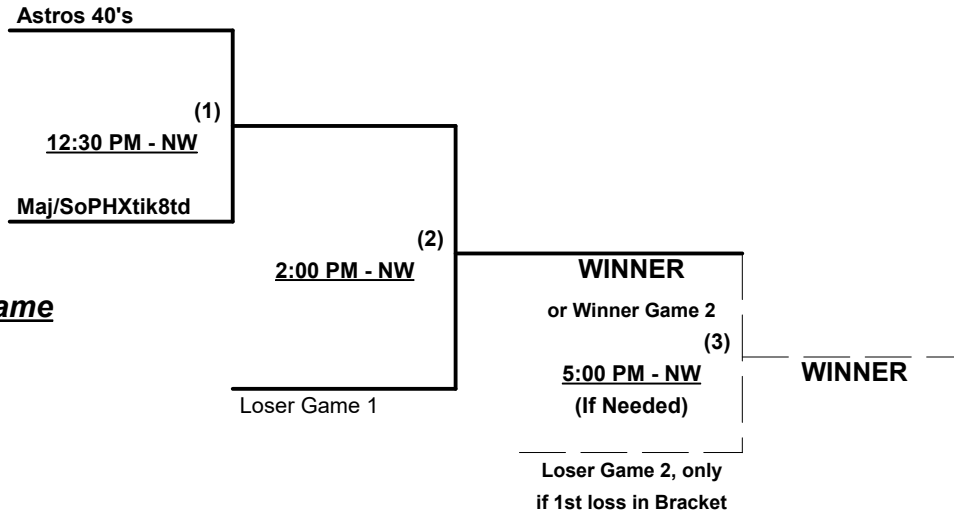 Astros 40's
(1)
12:30 PM - NW
Maj/SoPHXtik8td
(2)
2:00 PM - NW
WINNER
ame
or Winner Game 2
(3)
5:00 PM - NW
WINNER
(If Needed)
Loser Game 1
Loser Game 2, only
if 1st loss in Bracket